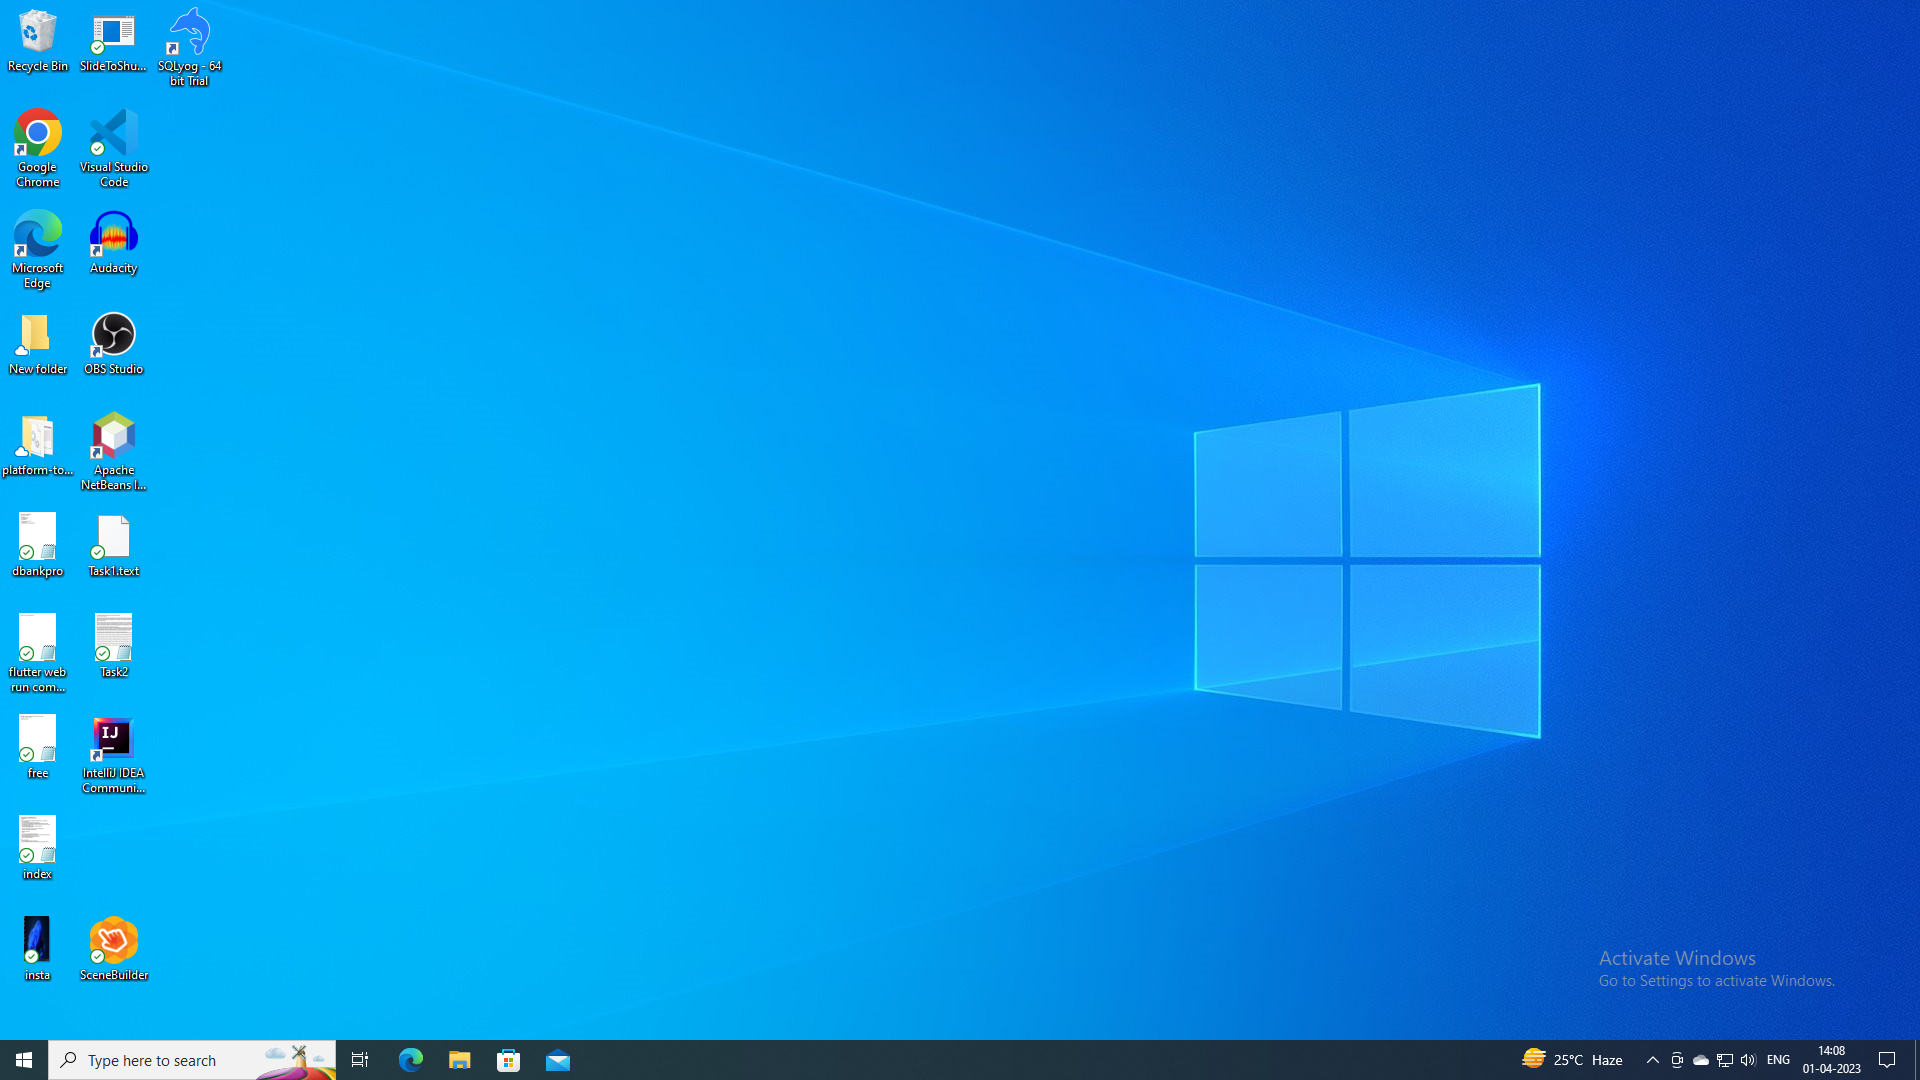 Recycle Bin
SlideToShu...
SQLyog - 64
bit Trial
Google
Chrome
Visual Studio
Code
Microsoft
Edge
Audacity
New folder
OBS Studio
platform-to...
Apache
NetBeans I...
dbankpro
Task1.text
flutter web
run com...
Task2
free
IJ
IntelliJ IDEA
Communi...
index
insta
SceneBuilder
Activate Windows
Go to Settings to activate Windows.
Type here to search
25°C Haze
ENG
14:08
01-04-2023